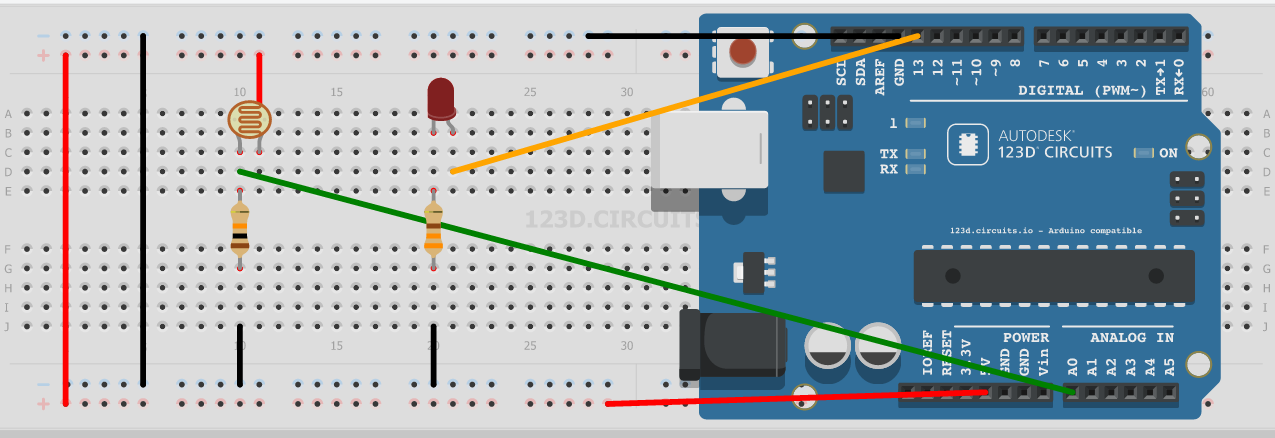 − −
+ +
10 15 25 30 60
A A
B B
C C
D D
E E
F F
G G
H H
I I
J J
10 15 20 25 30
− −
+ +
123D.CIRCUITS
SCL SDA AREF GND 13 12 ~11 ~10 ~9 8 7 6 5 4 3 2 TX→1 RX←0
DIGITAL (PWM~)
l
TX
RX
AUTODESK
123D CIRCUITS
ON
123d.circuits.io - Arduino compatible
POWER ANALOG IN
IOREF RESET 3.3V 5V GND GND Vin A0 A1 A2 A3 A4 A5